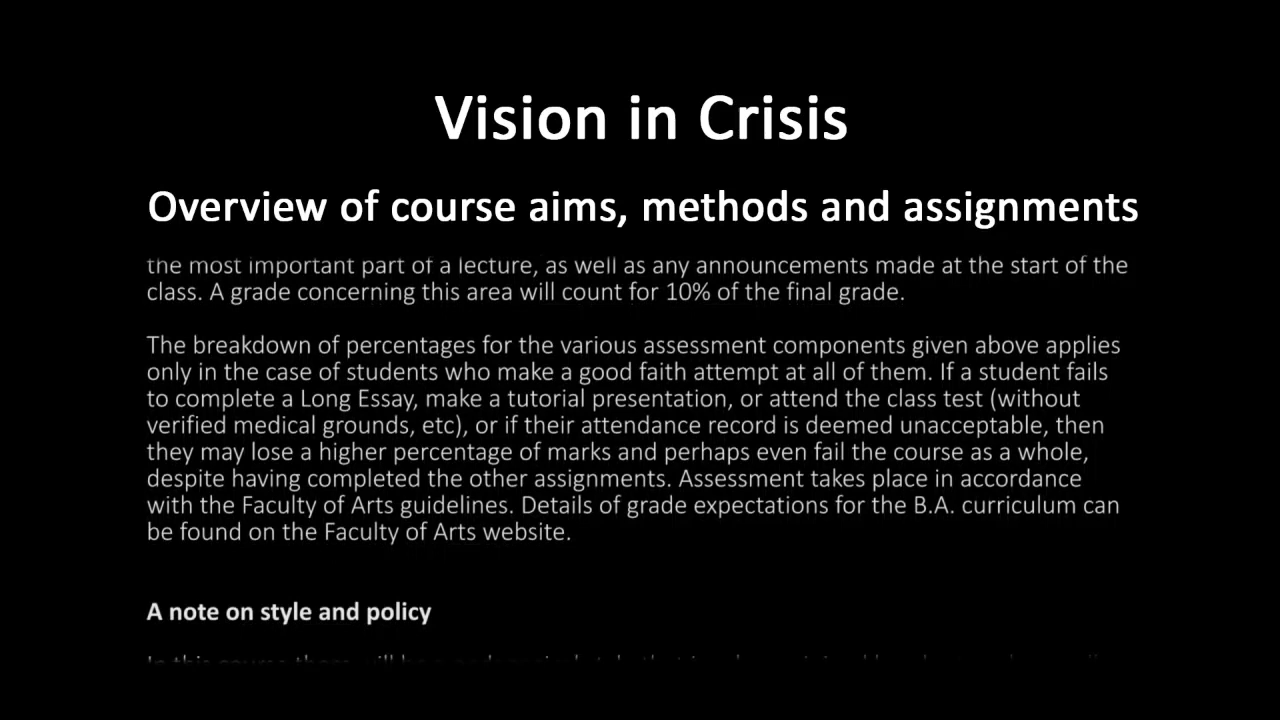 Vision in Crisis
Overview of course aims, methods and assignments
the most important part of a lecture, as well as any announcements made at the start of the
class. A grade concerning this area will count for 10% of the final grade.
The breakdown of percentages for the various assessment components given above applies
only in the case of students who make a good faith attempt at all of them. If a student fails
to complete a Long Essay, make a tutorial presentation, or attend the class test (without
verified medical grounds, etc), or if their attendance record is deemed unacceptable, then
they may lose a higher percentage of marks and perhaps even fail the course as a whole,
despite having completed the other assignments. Assessment takes place in accordance
with the Faculty of Arts guidelines. Details of grade expectations for the B.A. curriculum can
be found on the Faculty of Arts website.
A note on style and policy